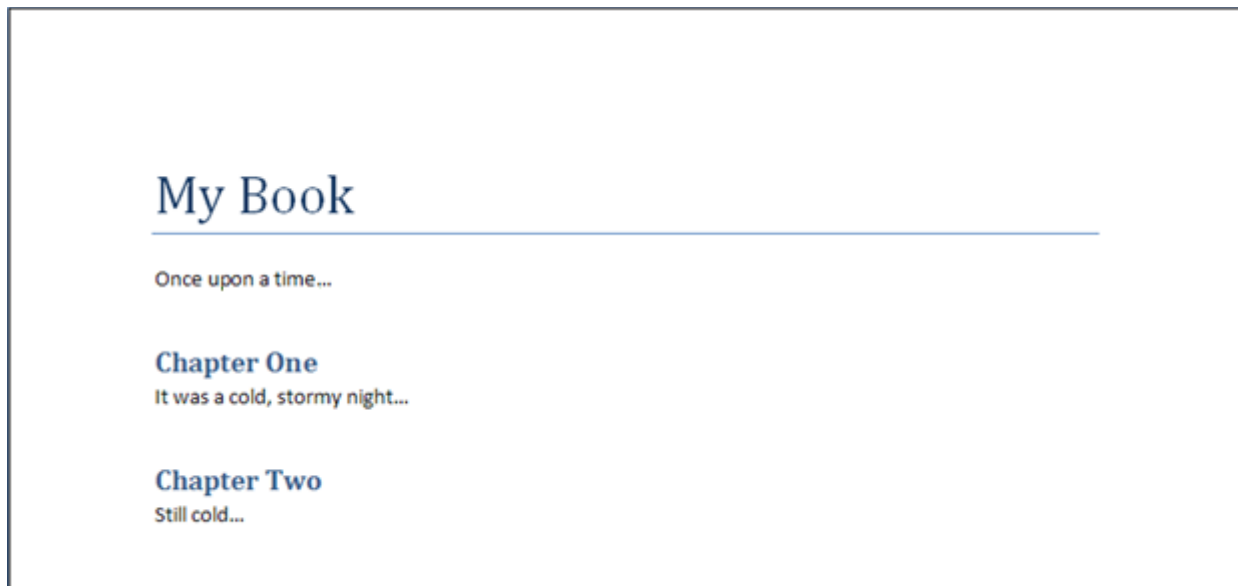 My Book
Once upon a time...
Chapter One
It was a cold, stormy night...
Chapter Two
Still cold...